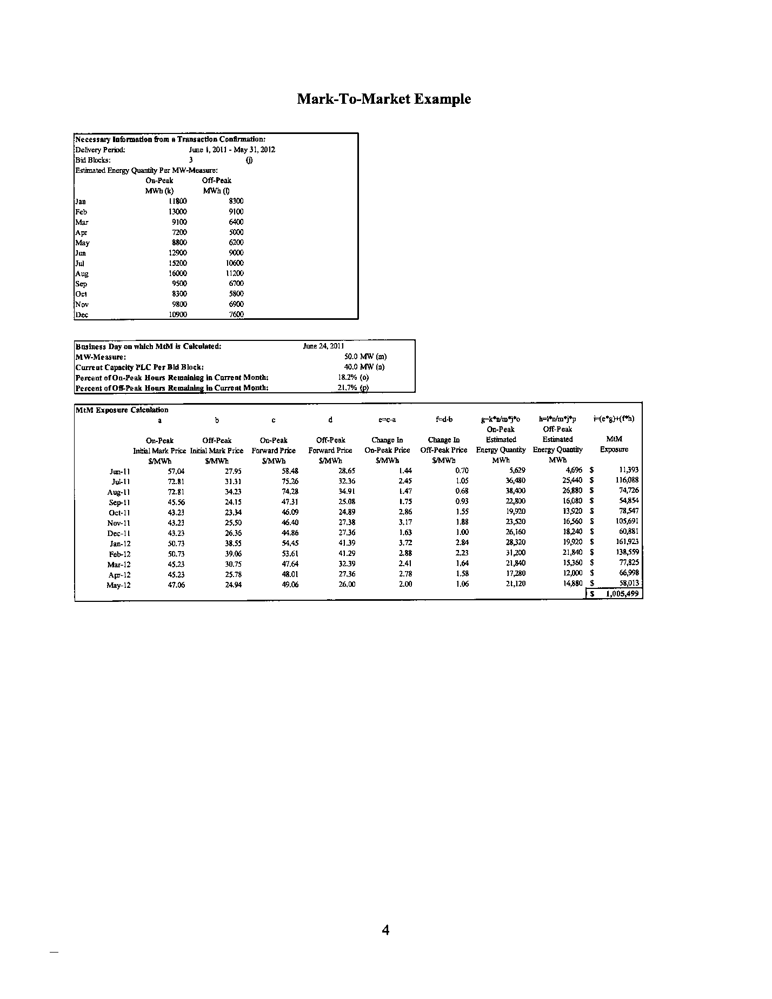 Mark-To-Market Example
Necessary Information from a Transaction Confirmation:
Delivery Period: June 1, 2011 - May 31, 2012
Bid Blocks: 3 (j)
Estimated Energy Quantity Per MW-Measure:
On-Peak Off-Peak
MWh (k) MWh (l)
Jan 11800 8300
Feb 13000 9100
Mar 9100 6400
Apr 7200 5000
May 8800 6200
Jun 12900 9000
Jul 15200 10600
Aug 16000 11200
Sep 9500 6700
Oct 8300 5800
Nov 9800 6900
Dec 10900 7600
Business Day on which MtM is Calculated: June 24, 2011
MW-Measure: 50.0 MW (m)
Current Capacity PLC Per Bid Block: 40.0 MW (n)
Percent of On-Peak Hours Remaining in Current Month: 18.2% (o)
Percent of Off-Peak Hours Remaining in Current Month: 21.7% (p)
MtM Exposure Calculation
a b c d e=c-a f=d-b g=k*n/m*j*o h=l*n/m*j*p i=(e*g)+(f*h)
On-Peak Off-Peak
On-Peak Off-Peak On-Peak Off-Peak Change In Change In Estimated Estimated MtM
Initial Mark Price Initial Mark Price Forward Price Forward Price On-Peak Price Off-Peak Price Energy Quantity Energy Quantity Exposure
$/MWh $/MWh $/MWh $/MWh $/MWh $/MWh MWh MWh
Jun-11 57.04 27.95 58.48 28.65 1.44 0.70 5,629 4,696 $ 11,393
Jul-11 72.81 31.31 75.26 32.36 2.45 1.05 36,480 25,440 $ 116,088
Aug-11 72.81 34.23 74.28 34.91 1.47 0.68 38,400 26,880 $ 74,726
Sep-11 45.56 24.15 47.31 25.08 1.75 0.93 22,800 16,080 $ 54,854
Oct-11 43.23 23.34 46.09 24.89 2.86 1.55 19,920 13,920 $ 78,547
Nov-11 43.23 25.50 46.40 27.38 3.17 1.88 23,520 16,560 $ 105,691
Dec-11 43.23 26.36 44.86 27.36 1.63 1.00 26,160 18,240 $ 60,881
Jan-12 50.73 38.55 54.45 41.39 3.72 2.84 28,320 19,920 $ 161,923
Feb-12 50.73 39.06 53.61 41.29 2.88 2.23 31,200 21,840 $ 138,559
Mar-12 45.23 30.75 47.64 32.39 2.41 1.64 21,840 15,360 $ 77,825
Apr-12 45.23 25.78 48.01 27.36 2.78 1.58 17,280 12,000 $ 66,998
May-12 47.06 24.94 49.06 26.00 2.00 1.06 21,120 14,880 $ 58,013
$ 1,005,499
4